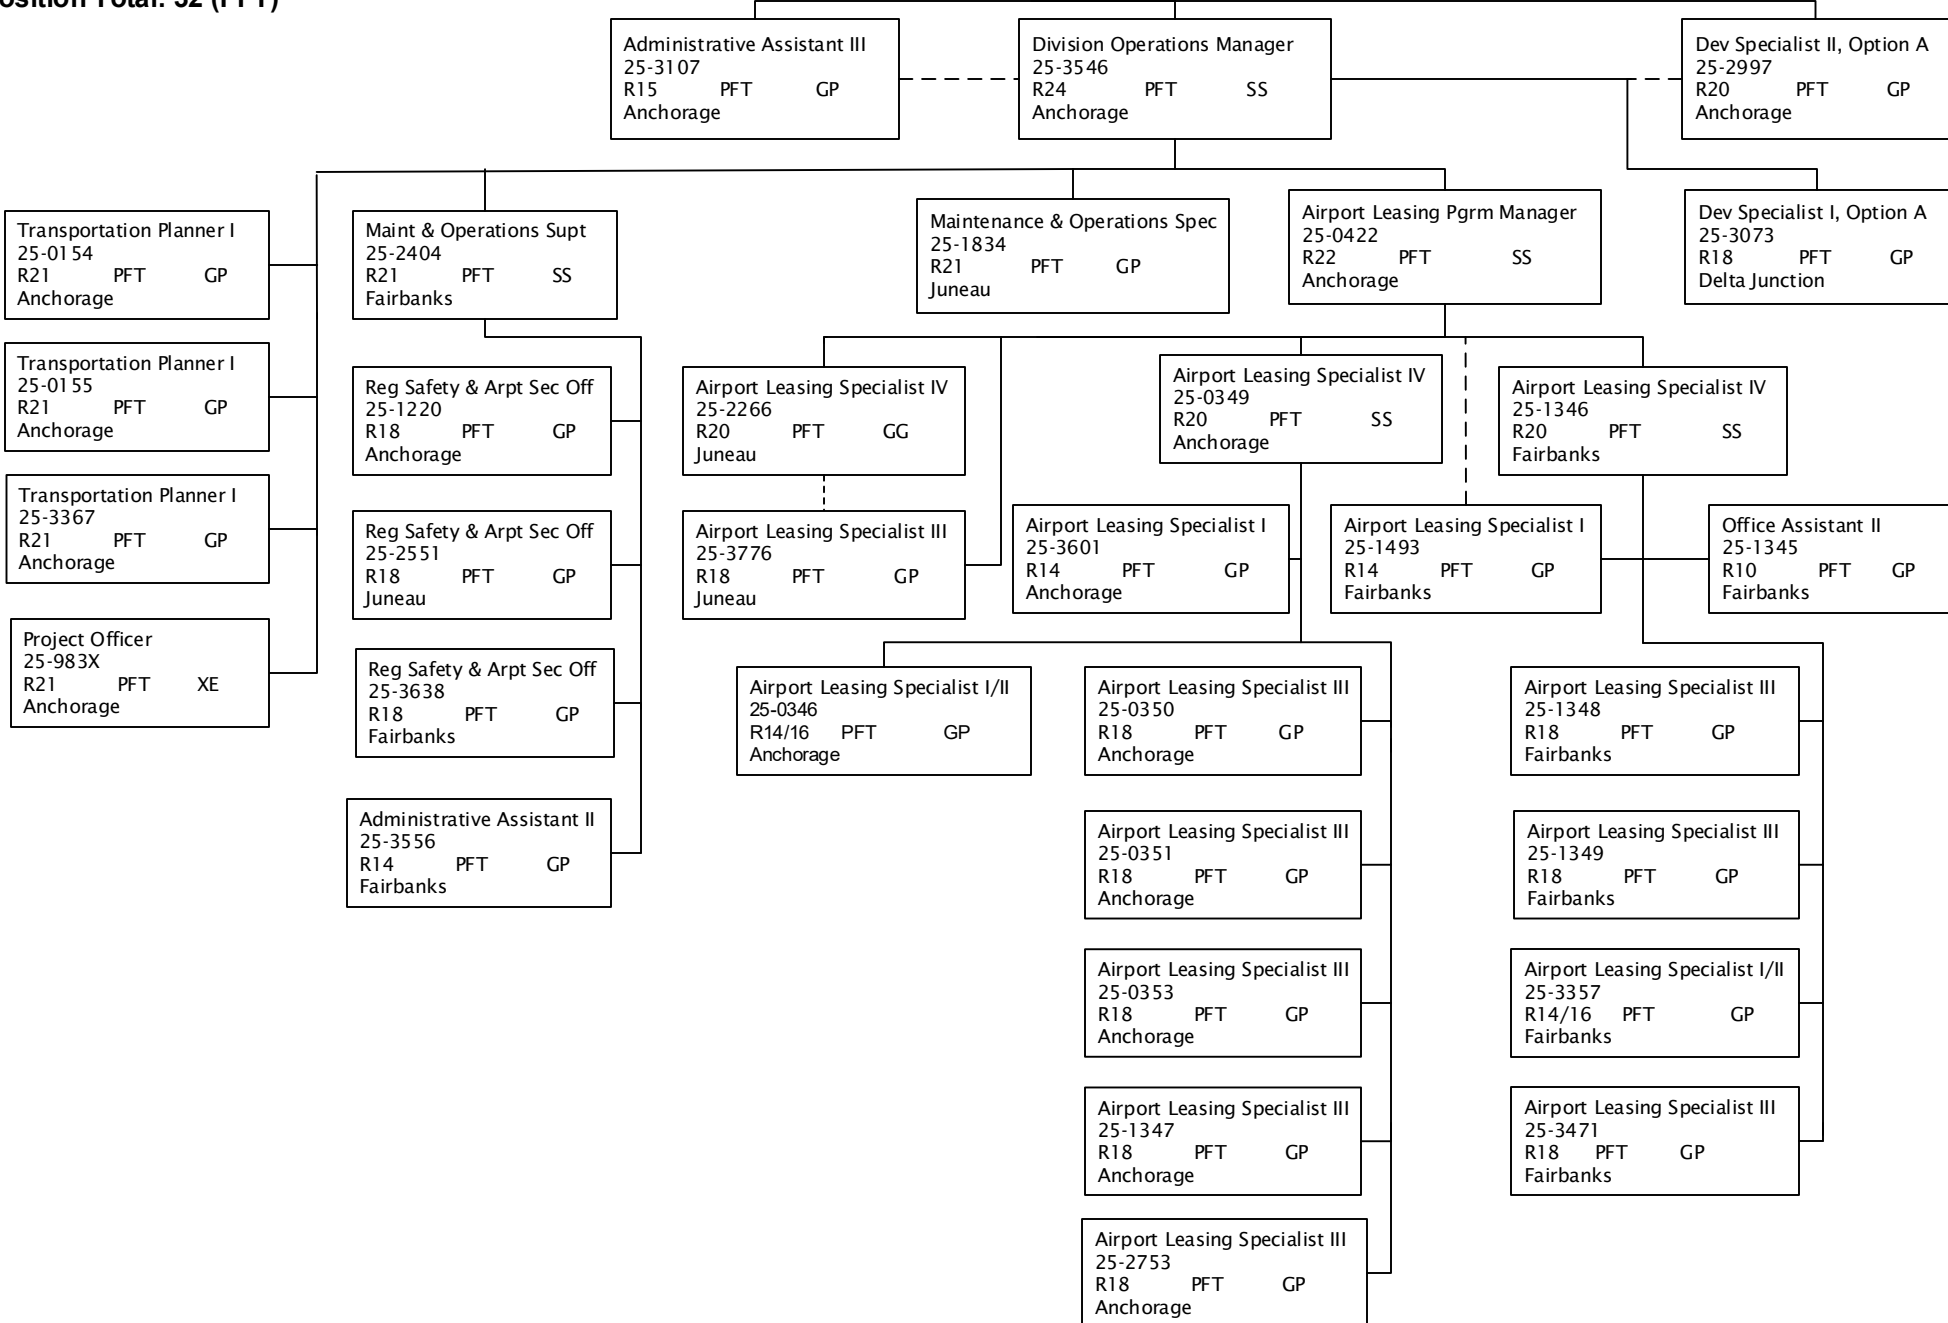 Position Total: 32 (PFT)
Administrative Assistant III
25-3107
R15 PFT GP
Anchorage
Division Operations Manager
25-3546
R24 PFT SS
Anchorage
Dev Specialist II, Option A
25-2997
R20 PFT GP
Anchorage
Transportation Planner I
25-0154
R21 PFT GP
Anchorage
Maint & Operations Supt
25-2404
R21 PFT SS
Fairbanks
Maintenance & Operations Spec
25-1834
R21 PFT GP
Juneau
Airport Leasing Pgrm Manager
25-0422
R22 PFT SS
Anchorage
Dev Specialist I, Option A
25-3073
R18 PFT GP
Delta Junction
Transportation Planner I
25-0155
R21 PFT GP
Anchorage
Reg Safety & Arpt Sec Off
25-1220
R18 PFT GP
Anchorage
Airport Leasing Specialist IV
25-2266
R20 PFT GG
Juneau
Airport Leasing Specialist IV
25-0349
R20 PFT SS
Anchorage
Airport Leasing Specialist IV
25-1346
R20 PFT SS
Fairbanks
Transportation Planner I
25-3367
R21 PFT GP
Anchorage
Reg Safety & Arpt Sec Off
25-2551
R18 PFT GP
Juneau
Airport Leasing Specialist III
25-3776
R18 PFT GP
Juneau
Airport Leasing Specialist I
25-3601
R14 PFT GP
Anchorage
Airport Leasing Specialist I
25-1493
R14 PFT GP
Fairbanks
Office Assistant II
25-1345
R10 PFT GP
Fairbanks
Project Officer
25-983X
R21 PFT XE
Anchorage
Reg Safety & Arpt Sec Off
25-3638
R18 PFT GP
Fairbanks
Airport Leasing Specialist I/II
25-0346
R14/16 PFT GP
Anchorage
Airport Leasing Specialist III
25-0350
R18 PFT GP
Anchorage
Airport Leasing Specialist III
25-1348
R18 PFT GP
Fairbanks
Administrative Assistant II
25-3556
R14 PFT GP
Fairbanks
Airport Leasing Specialist III
25-0351
R18 PFT GP
Anchorage
Airport Leasing Specialist III
25-1349
R18 PFT GP
Fairbanks
Airport Leasing Specialist III
25-0353
R18 PFT GP
Anchorage
Airport Leasing Specialist I/II
25-3357
R14/16 PFT GP
Fairbanks
Airport Leasing Specialist III
25-1347
R18 PFT GP
Anchorage
Airport Leasing Specialist III
25-3471
R18 PFT GP
Fairbanks
Airport Leasing Specialist III
25-2753
R18 PFT GP
Anchorage